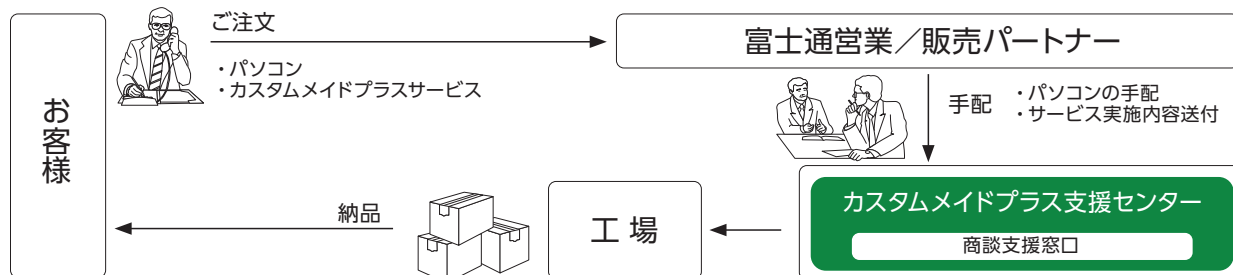 お客様
ご注文
・パソコン
・カスタムメイドプラスサービス
富士通営業／販売パートナー
手配
・パソコンの手配
・サービス実施内容送付
カスタムメイドプラス支援センター
商談支援窓口
工場
納品